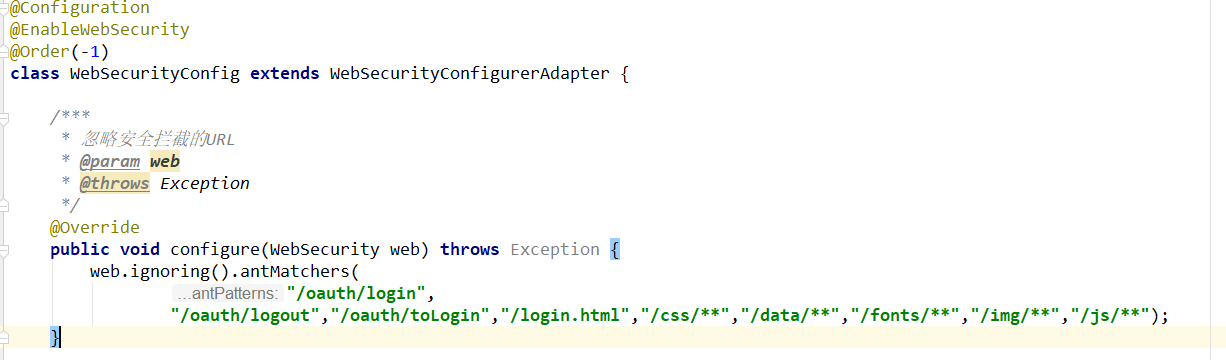 @Configuration
@EnableWebSecurity
@Order(-1)
class WebSecurityConfig extends WebSecurityConfigurerAdapter {
/***
* 忽略安全拦截的URL
* @param web
* @throws Exception
*/
@Override
public void configure(WebSecurity web) throws Exception {
web.ignoring().antMatchers(
...antPatterns: "/oauth/login",
"/oauth/logout","/oauth/toLogin","/login.html","/css/**","/data/**","/fonts/**","/img/**","/js/**");
}